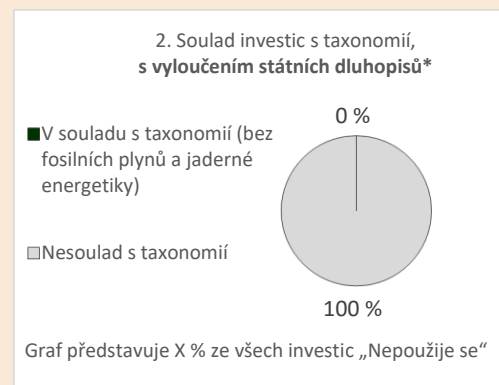 2. Soulad investic s taxonomií,
s vyloučením státních dluhopisů*
0 %
V souladu s taxonomií (bez
fosilních plynů a jaderné
energetiky)
Nesoulad s taxonomií
100 %
Graf představuje X % ze všech investic „Nepoužije se“